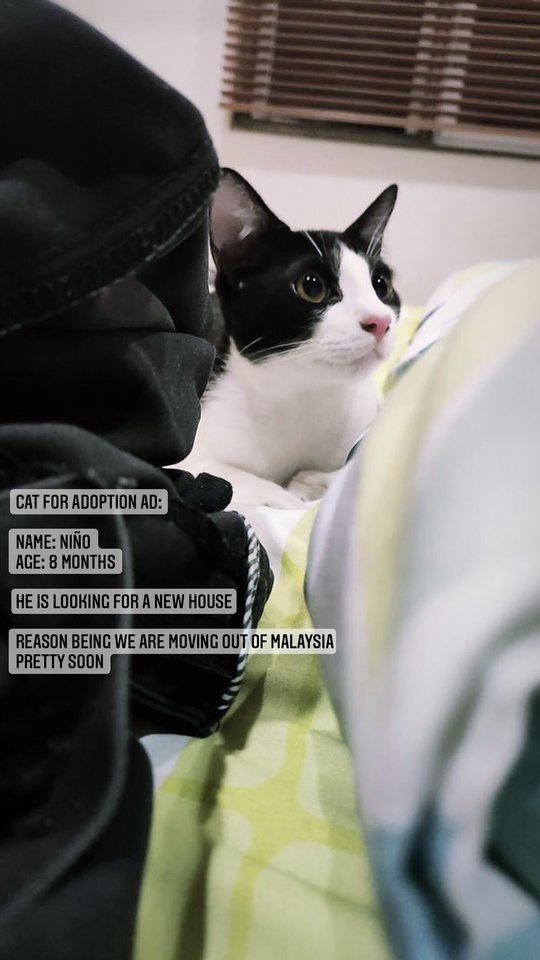 CAT FOR ADOPTION AD:
NAME: NIÑO
AGE: 8 MONTHS
HE IS LOOKING FOR A NEW HOUSE
REASON BEING WE ARE MOVING OUT OF MALAYSIA
PRETTY SOON